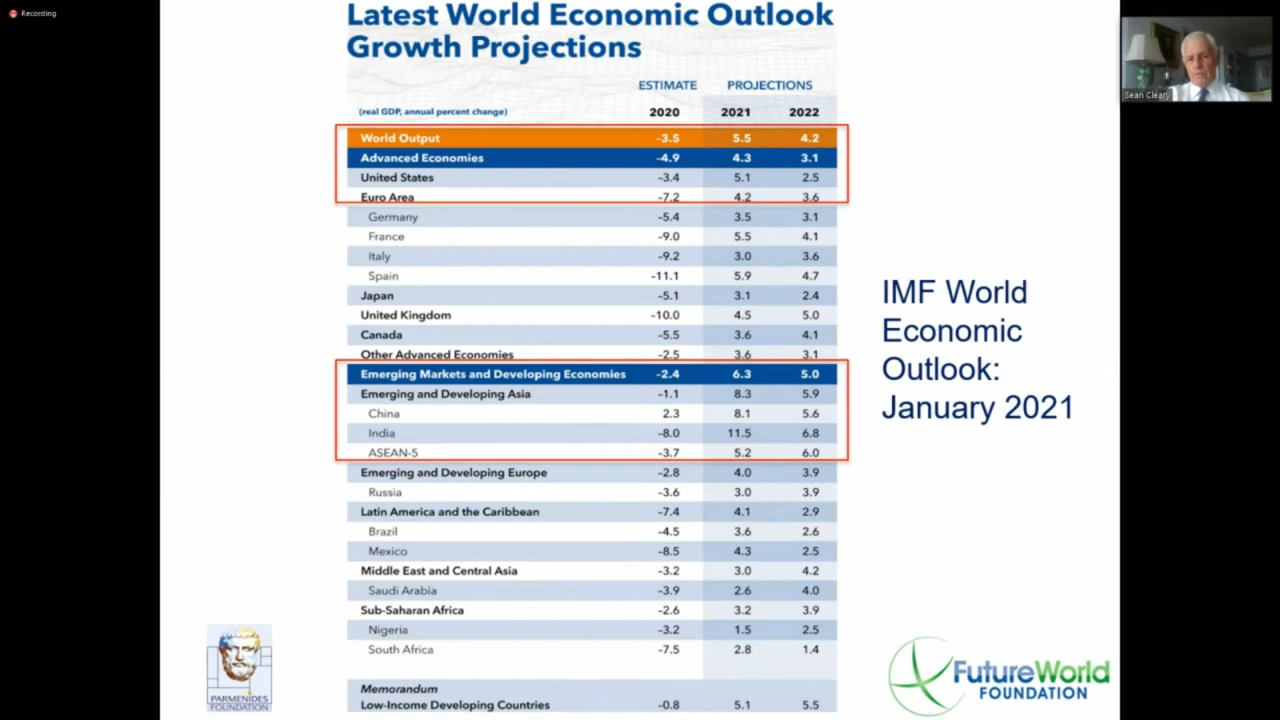 Recording
Latest World Economic Outlook
Growth Projections
ESTIMATE PROJECTIONS
(real GDP, annual percent change) 2020 2021 2022
World Output –3.5 5.5 4.2
Advanced Economies –4.9 4.3 3.1
United States –3.4 5.1 2.5
Euro Area –7.2 4.2 3.6
Germany –5.4 3.5 3.1
France –9.0 5.5 4.1
Italy –9.2 3.0 3.6
Spain –11.1 5.9 4.7
Japan –5.1 3.1 2.4
United Kingdom –10.0 4.5 5.0
Canada –5.5 3.6 4.1
Other Advanced Economies –2.5 3.6 3.1
Emerging Markets and Developing Economies –2.4 6.3 5.0
Emerging and Developing Asia –1.1 8.3 5.9
China 2.3 8.1 5.6
India –8.0 11.5 6.8
ASEAN-5 –3.7 5.2 6.0
Emerging and Developing Europe –2.8 4.0 3.9
Russia –3.6 3.0 3.9
Latin America and the Caribbean –7.4 4.1 2.9
Brazil –4.5 3.6 2.6
Mexico –8.5 4.3 2.5
Middle East and Central Asia –3.2 3.0 4.2
Saudi Arabia –3.9 2.6 4.0
Sub-Saharan Africa –2.6 3.2 3.9
Nigeria –3.2 1.5 2.5
South Africa –7.5 2.8 1.4
Memorandum
Low-Income Developing Countries –0.8 5.1 5.5
IMF World
Economic
Outlook:
January 2021
Sean Cleary
PARMENIDES
FOUNDATION
FutureWorld
FOUNDATION